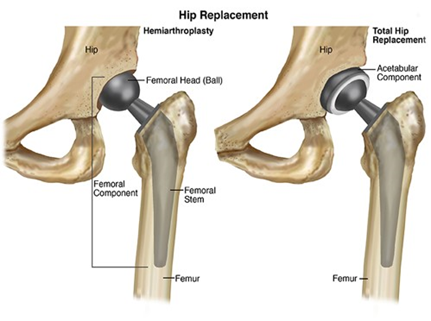 Hip Replacement
Hemiarthroplasty
Hip
Femoral Head (Ball)
Femoral
Component
Femoral
Stem
Femur
Total Hip
Replacement
Hip
Acetabular
Component
Femur